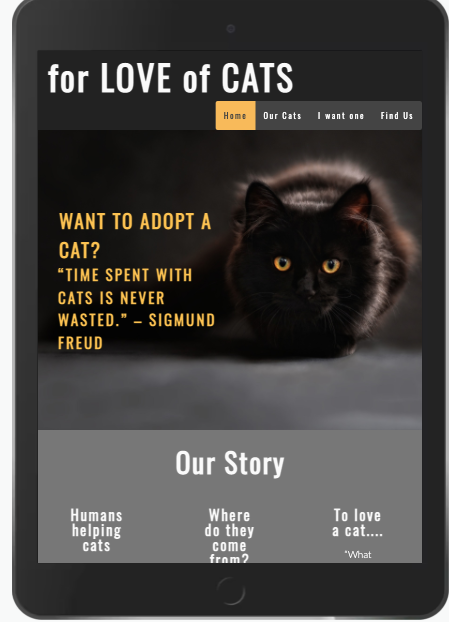 for LOVE of CATS
Home Our Cats I want one Find Us
WANT TO ADOPT A
CAT?
“TIME SPENT WITH
CATS IS NEVER
WASTED.” – SIGMUND
FREUD
Our Story
Humans
helping
cats
Where
do they
come
from?
To love
a cat....
"What